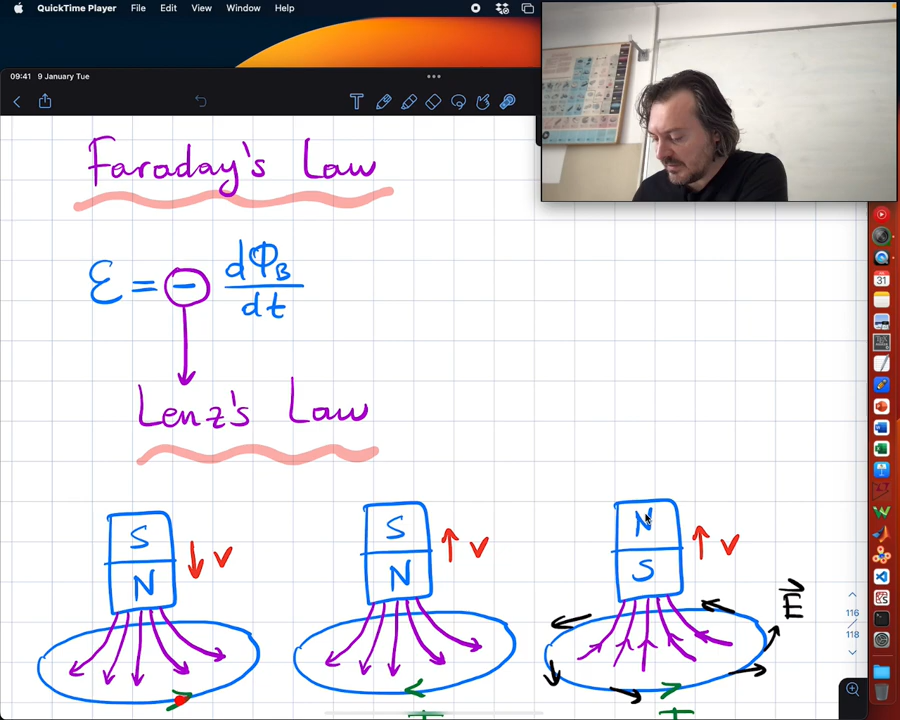 QuickTime Player File Edit View Window Help
09:41 9 January Tue
T
Faraday's Law
ℰ = - dΦB/dt
Lenz's Law
S
N
v
S
N
v
N
S
v
E
I
I
31
116
/
118